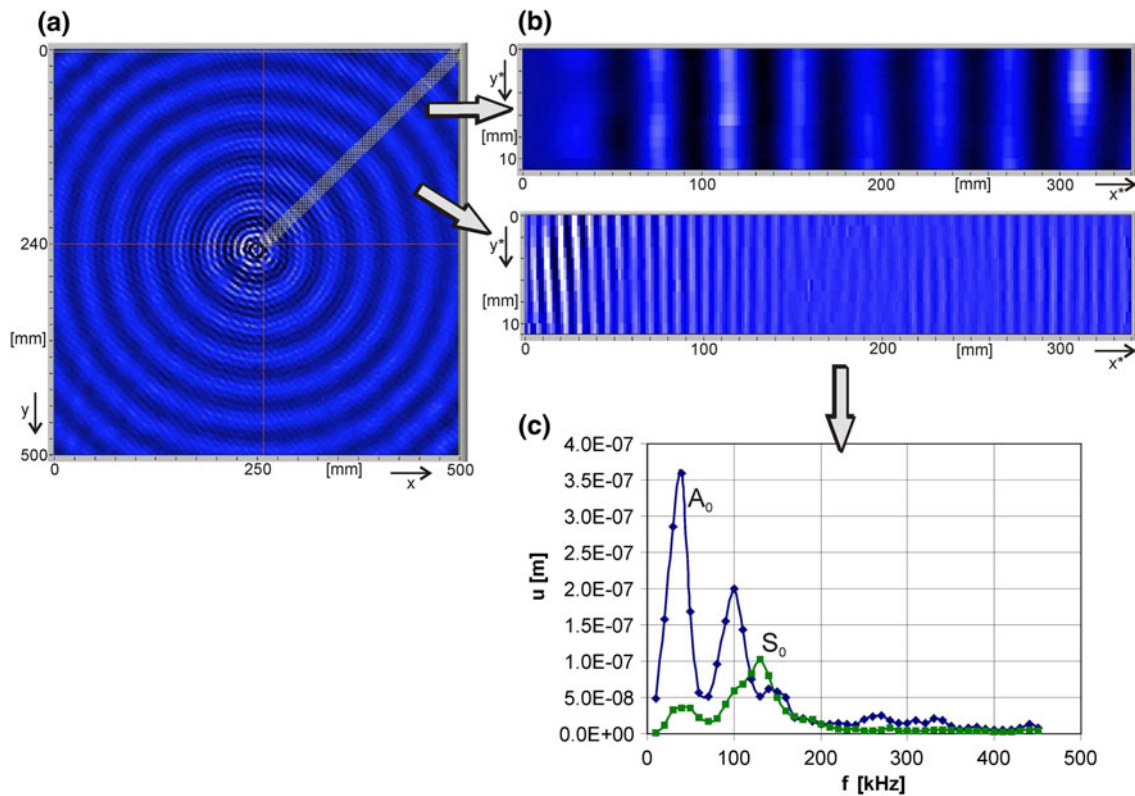 (a)
0
240
[mm]
y
500
0
250
[mm]
500
x
(b)
0
y*
[mm]
10
0
100
200
[mm]
300
x*
0
y*
[mm]
10
0
100
200
[mm]
300
x*
(c)
4.0E-07
3.5E-07
3.0E-07
2.5E-07
2.0E-07
1.5E-07
1.0E-07
5.0E-08
0.0E+00
u [m]
A₀
S₀
0
100
200
300
400
500
f [kHz]